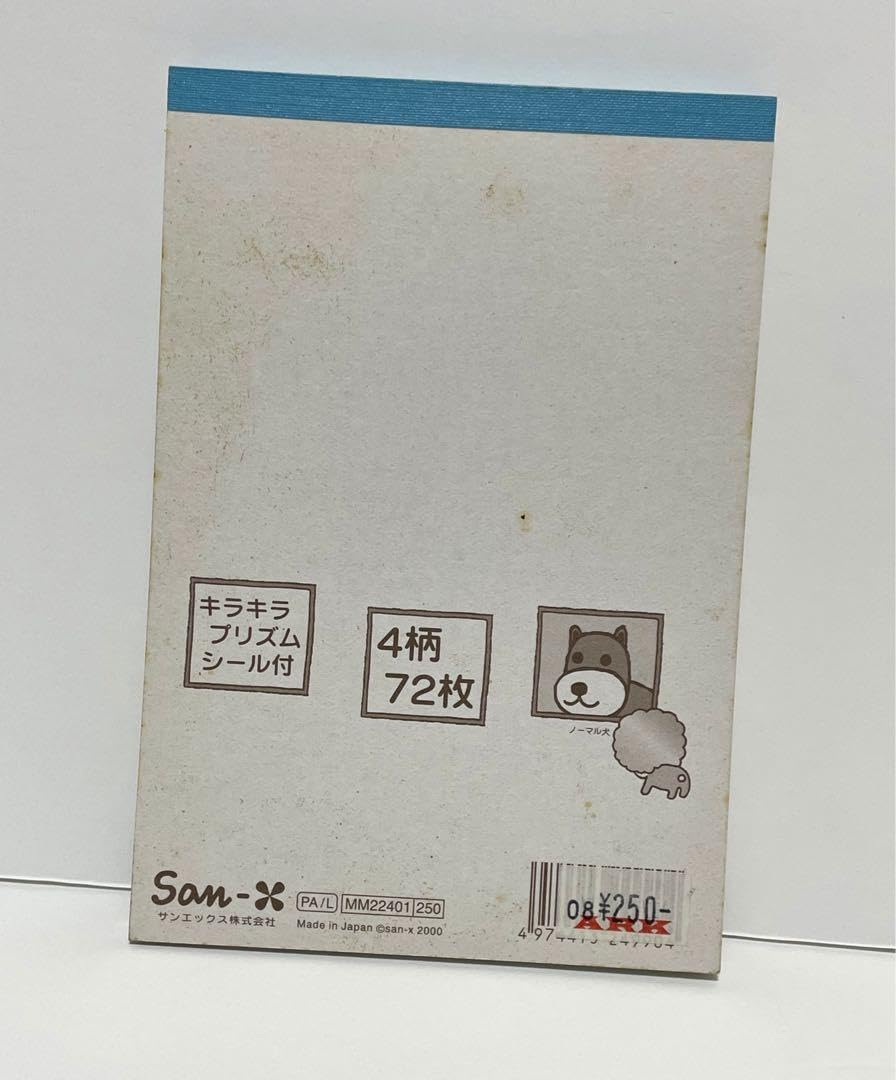 キラキラ
プリズム
シール付
4柄
72枚
ノーマル犬
San-X
サンエックス株式会社
PA/L MM22401 250
Made in Japan ©san-x 2000
08 ¥250-
ARK